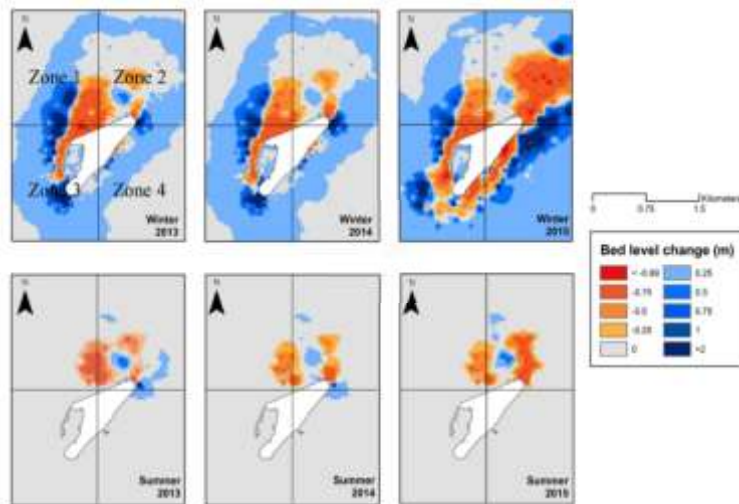 N
N
N
Zone 1
Zone 2
Zone 3
Zone 4
Winter
2013
Winter
2014
Winter
2015
Kilometers
0
0.75
1.5
Bed level change (m)
-0.75
0.25
0.5
-0.5
0.75
-0.25
1
0
>2
N
N
N
Summer
2013
Summer
2014
Summer
2015